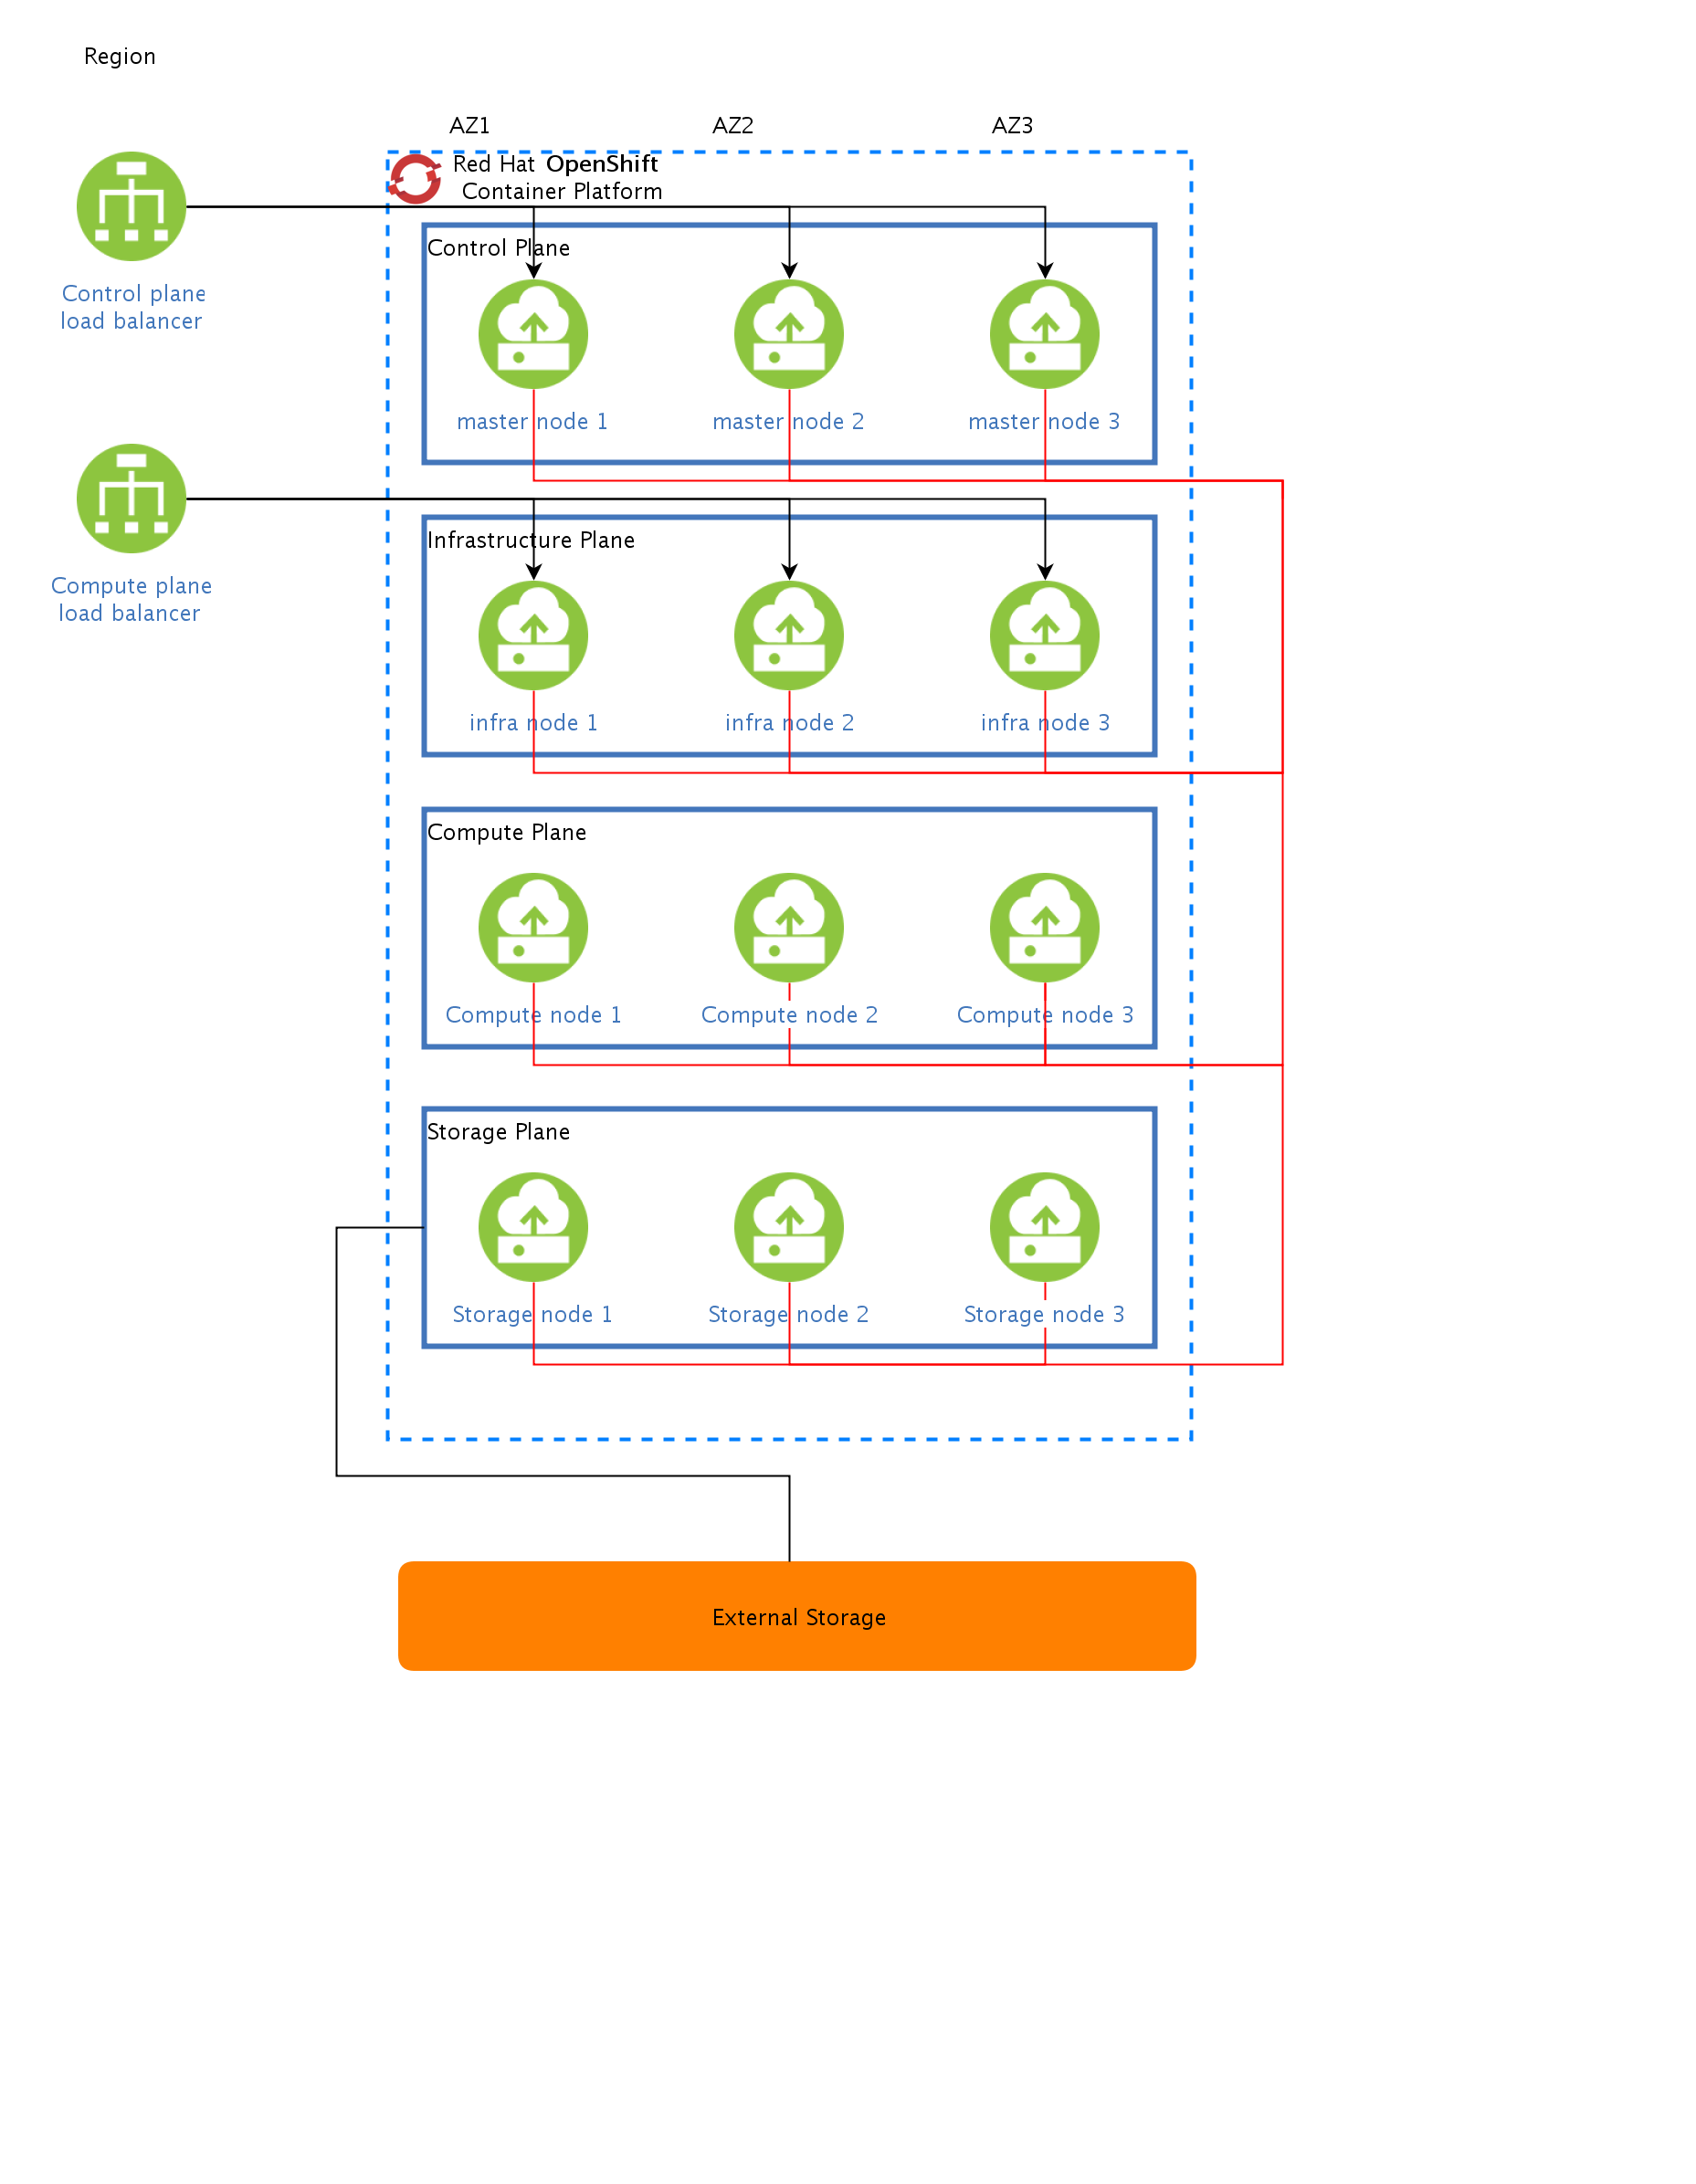 Region
AZ1
AZ2
AZ3
Red Hat OpenShift
Container Platform
Control plane
load balancer
Control Plane
master node 1
master node 2
master node 3
Compute plane
load balancer
Infrastructure Plane
infra node 1
infra node 2
infra node 3
Compute Plane
Compute node 1
Compute node 2
Compute node 3
Storage Plane
Storage node 1
Storage node 2
Storage node 3
External Storage